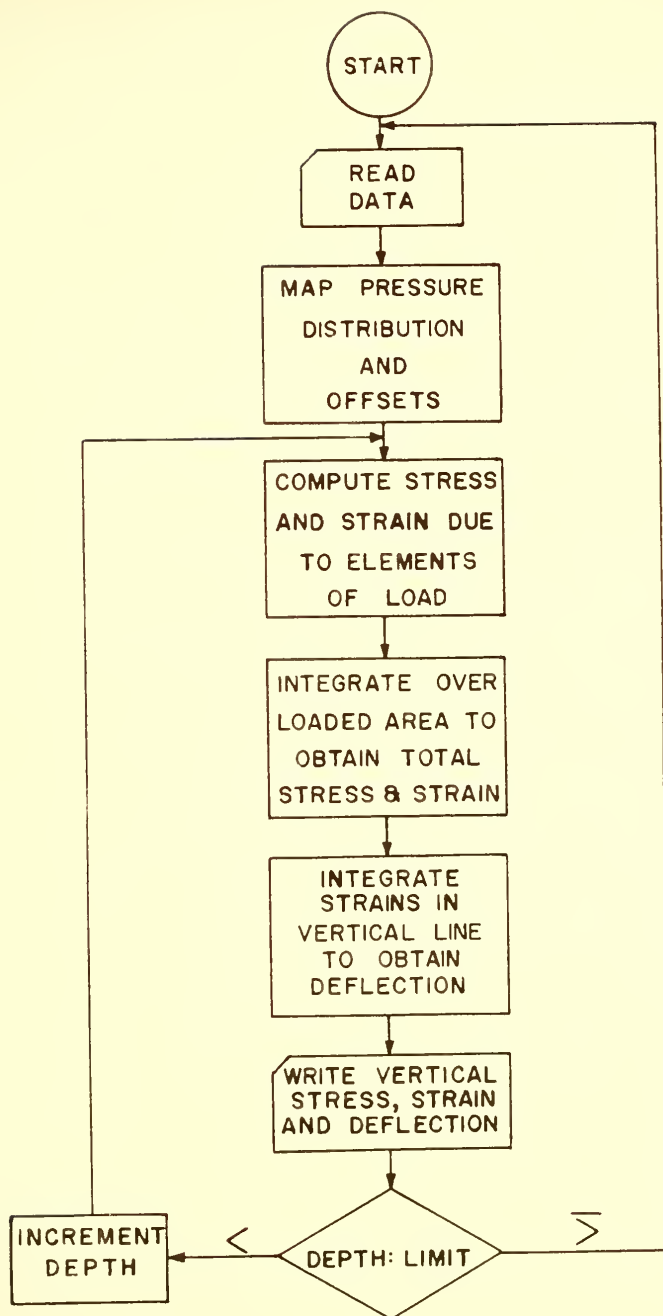 START
READ
DATA
MAP PRESSURE
DISTRIBUTION
AND
OFFSETS
COMPUTE STRESS
AND STRAIN DUE
TO ELEMENTS
OF LOAD
INTEGRATE OVER
LOADED AREA TO
OBTAIN TOTAL
STRESS & STRAIN
INTEGRATE
STRAINS IN
VERTICAL LINE
TO OBTAIN
DEFLECTION
WRITE VERTICAL
STRESS, STRAIN
AND DEFLECTION
INCREMENT
DEPTH
<
DEPTH: LIMIT
>̅